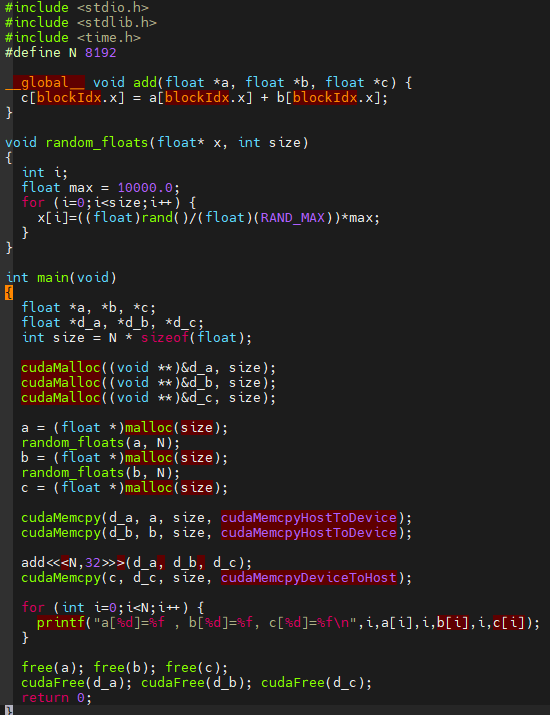 #include <stdio.h>
#include <stdlib.h>
#include <time.h>
#define N 8192
__global__ void add(float *a, float *b, float *c) {
c[blockIdx.x] = a[blockIdx.x] + b[blockIdx.x];
}
void random_floats(float* x, int size)
{
int i;
float max = 10000.0;
for (i=0;i<size;i++) {
x[i]=((float)rand()/(float)(RAND_MAX))*max;
}
}
int main(void)
{
float *a, *b, *c;
float *d_a, *d_b, *d_c;
int size = N * sizeof(float);
cudaMalloc((void **)&d_a, size);
cudaMalloc((void **)&d_b, size);
cudaMalloc((void **)&d_c, size);
a = (float *)malloc(size);
random_floats(a, N);
b = (float *)malloc(size);
random_floats(b, N);
c = (float *)malloc(size);
cudaMemcpy(d_a, a, size, cudaMemcpyHostToDevice);
cudaMemcpy(d_b, b, size, cudaMemcpyHostToDevice);
add<<<N,32>>>(d_a, d_b, d_c);
cudaMemcpy(c, d_c, size, cudaMemcpyDeviceToHost);
for (int i=0;i<N;i++) {
printf("a[%d]=%f , b[%d]=%f, c[%d]=%f\n",i,a[i],i,b[i],i,c[i]);
}
free(a); free(b); free(c);
cudaFree(d_a); cudaFree(d_b); cudaFree(d_c);
return 0;
}